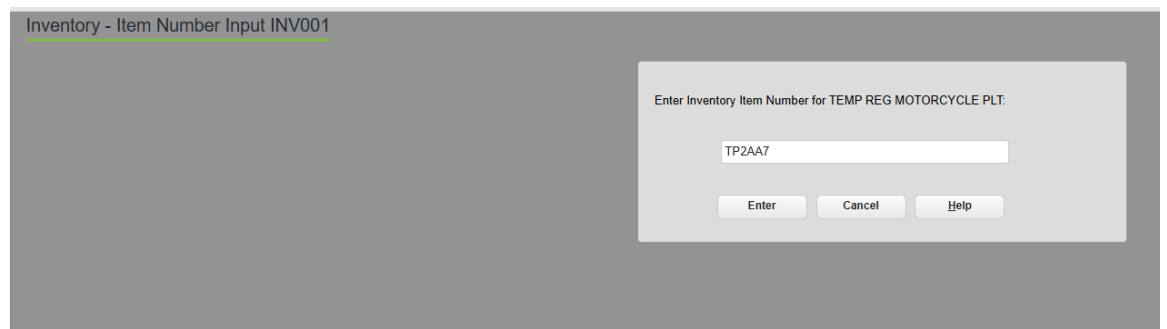 Inventory - Item Number Input INV001
Enter Inventory Item Number for TEMP REG MOTORCYCLE PLT:
TP2AA7
Enter Cancel Help